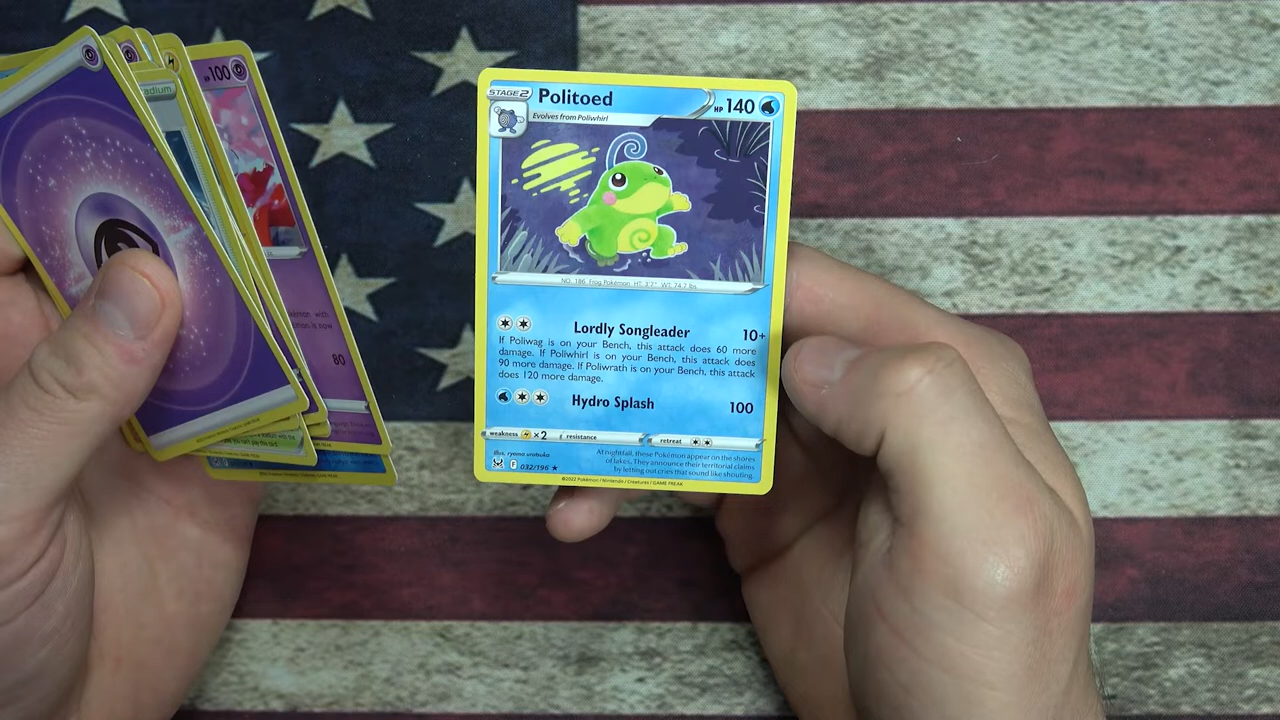 STAGE 2
Politoed
HP 140
Evolves from Poliwhirl
NO. 186 Frog Pokémon HT: 3'7" WT: 74.7 lbs
Lordly Songleader 10+
If Poliwag is on your Bench, this attack does 60 more
damage. If Poliwhirl is on your Bench, this attack does
90 more damage. If Poliwrath is on your Bench, this attack
does 120 more damage.
Hydro Splash 100
weakness ×2 resistance retreat
Illus. ryoma uratsuka
F 032/196 ★
At nightfall, these Pokémon appear on the shores
of lakes. They announce their territorial claims
by letting out cries that sound like shouting.
©2022 Pokémon / Nintendo / Creatures / GAME FREAK
adium
HP 100
80